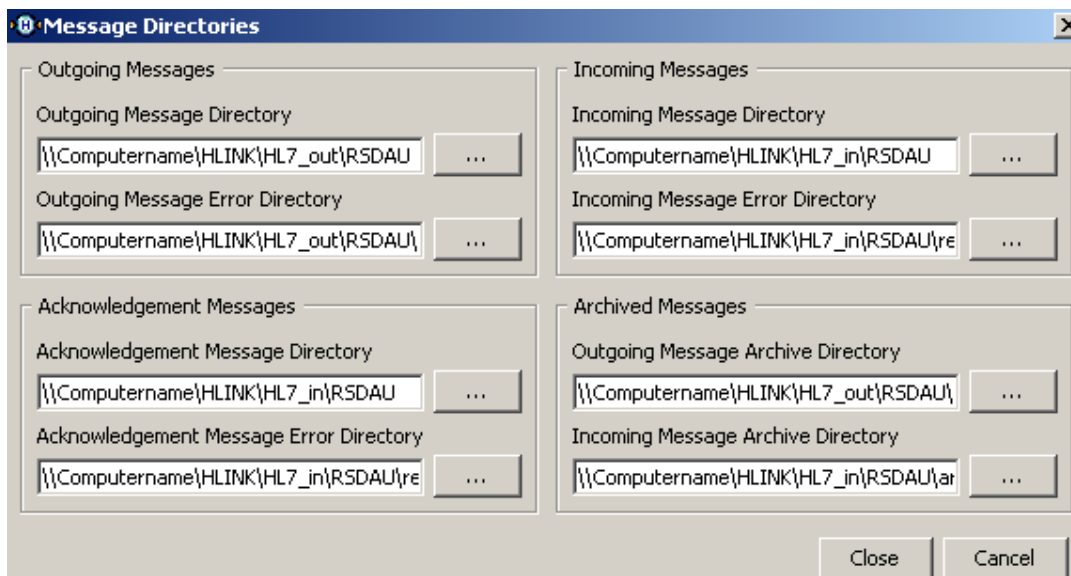 Message Directories
Outgoing Messages
Outgoing Message Directory
\\Computername\HLINK\HL7_out\RSDAU
...
Outgoing Message Error Directory
\\Computername\HLINK\HL7_out\RSDAU\
...
Incoming Messages
Incoming Message Directory
\\Computername\HLINK\HL7_in\RSDAU
...
Incoming Message Error Directory
\\Computername\HLINK\HL7_in\RSDAU\re
...
Acknowledgement Messages
Acknowledgement Message Directory
\\Computername\HLINK\HL7_in\RSDAU
...
Acknowledgement Message Error Directory
\\Computername\HLINK\HL7_in\RSDAU\re
...
Archived Messages
Outgoing Message Archive Directory
\\Computername\HLINK\HL7_out\RSDAU\
...
Incoming Message Archive Directory
\\Computername\HLINK\HL7_in\RSDAU\ar
...
Close
Cancel